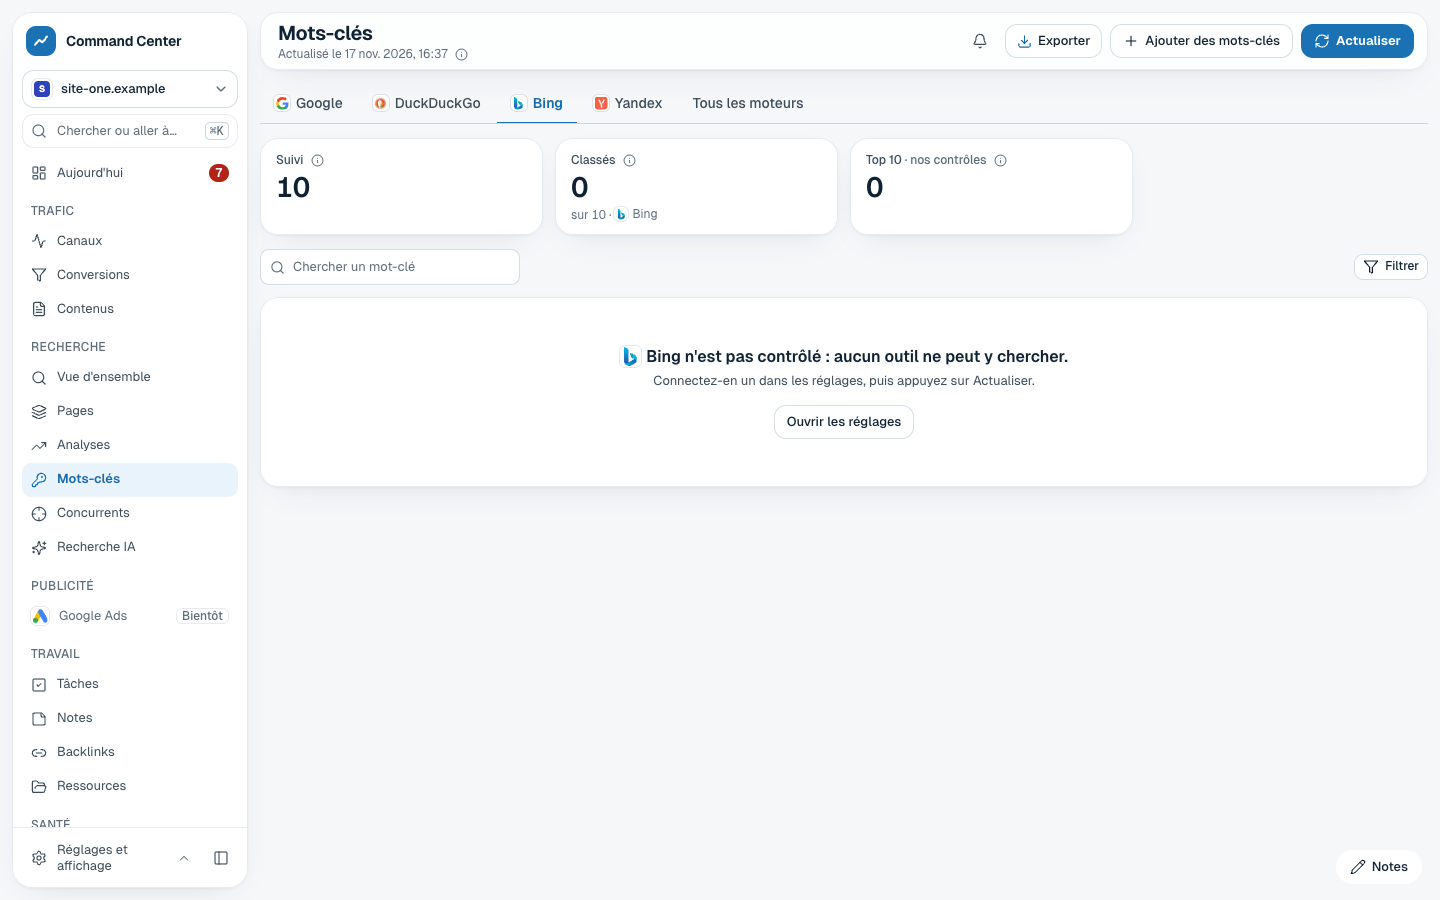 Command Center
S
site-one.example
Chercher ou aller à...
⌘K
Aujourd'hui
7
TRAFIC
Canaux
Conversions
Contenus
RECHERCHE
Vue d'ensemble
Pages
Analyses
Mots-clés
Concurrents
Recherche IA
PUBLICITÉ
Google Ads
Bientôt
TRAVAIL
Tâches
Notes
Backlinks
Ressources
SANTÉ
Réglages et
affichage
Mots-clés
Actualisé le 17 nov. 2026, 16:37
Exporter
Ajouter des mots-clés
Actualiser
Google
DuckDuckGo
Bing
Yandex
Tous les moteurs
Suivi
10
Classés
0
sur 10 · Bing
Top 10 · nos contrôles
0
Chercher un mot-clé
Filtrer
Bing n'est pas contrôlé : aucun outil ne peut y chercher.
Connectez-en un dans les réglages, puis appuyez sur Actualiser.
Ouvrir les réglages
Notes